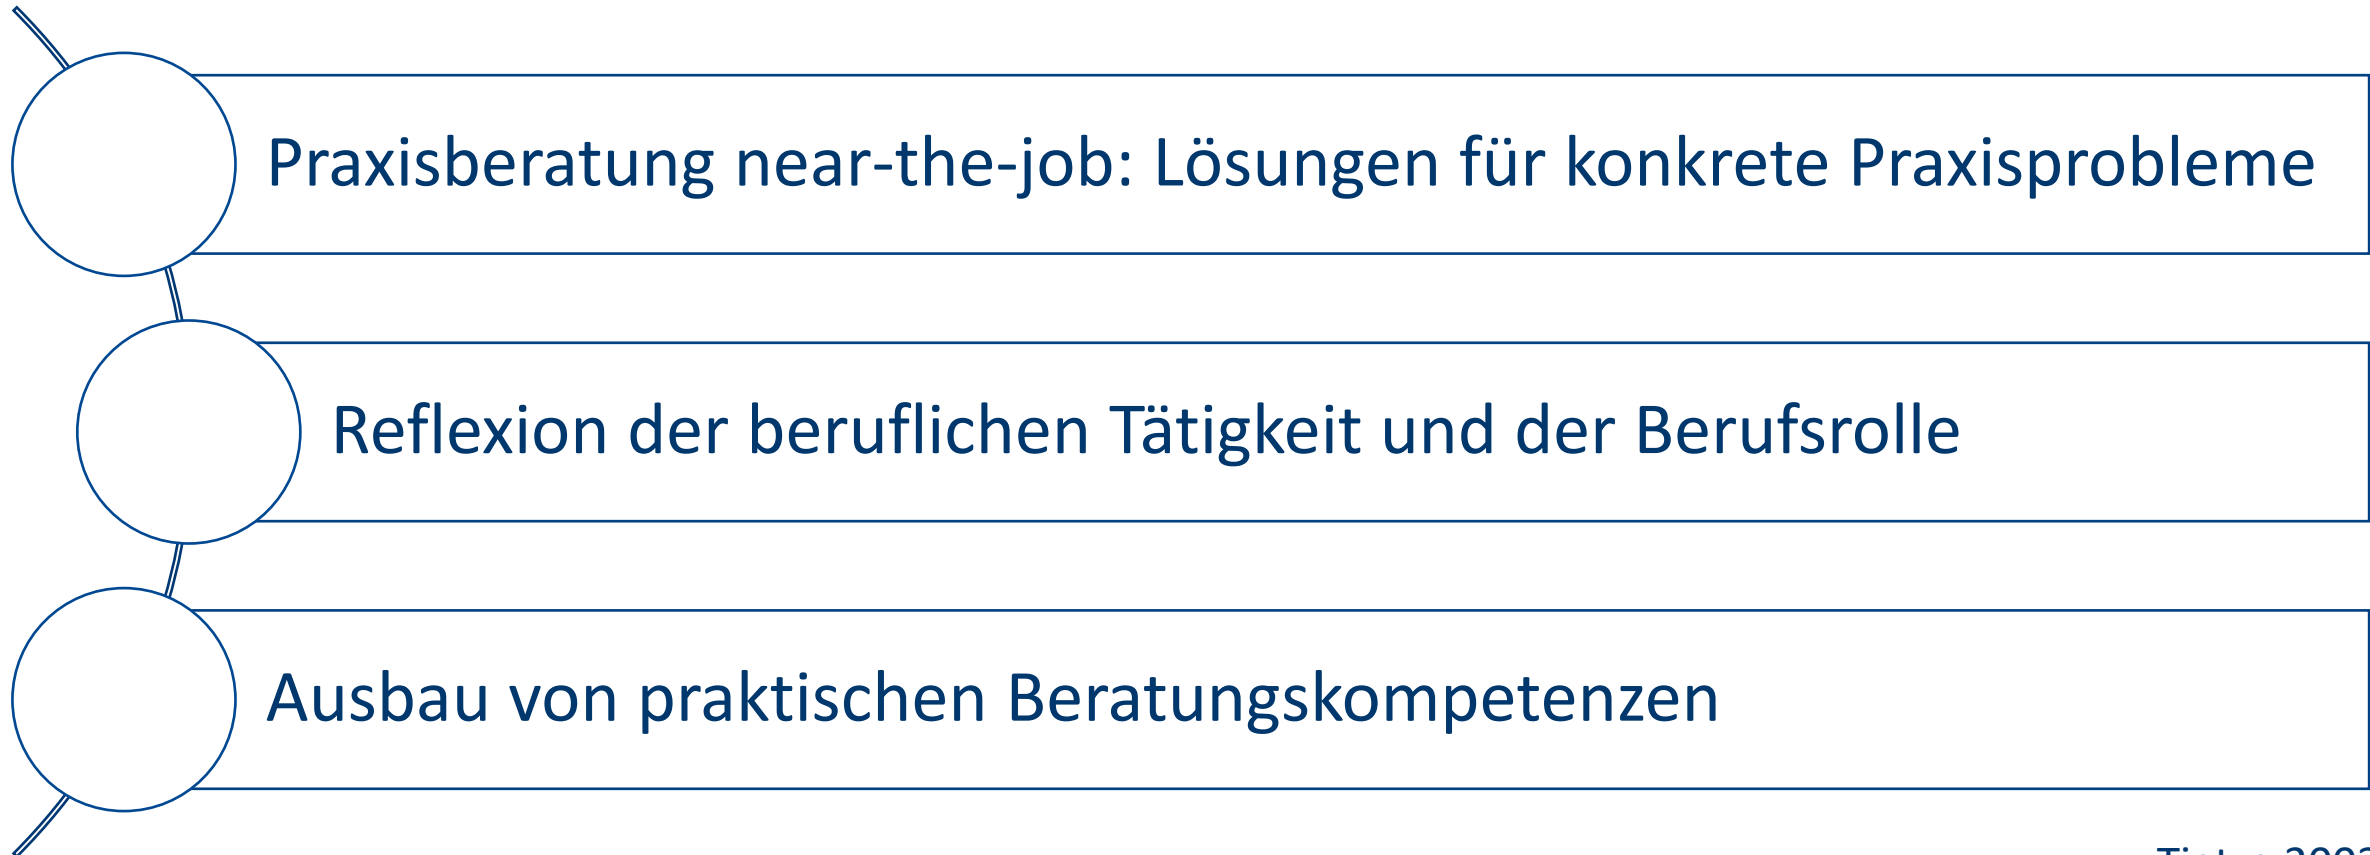 Praxisberatung near-the-job: Lösungen für konkrete Praxisprobleme
Reflexion der beruflichen Tätigkeit und der Berufsrolle
Ausbau von praktischen Beratungskompetenzen